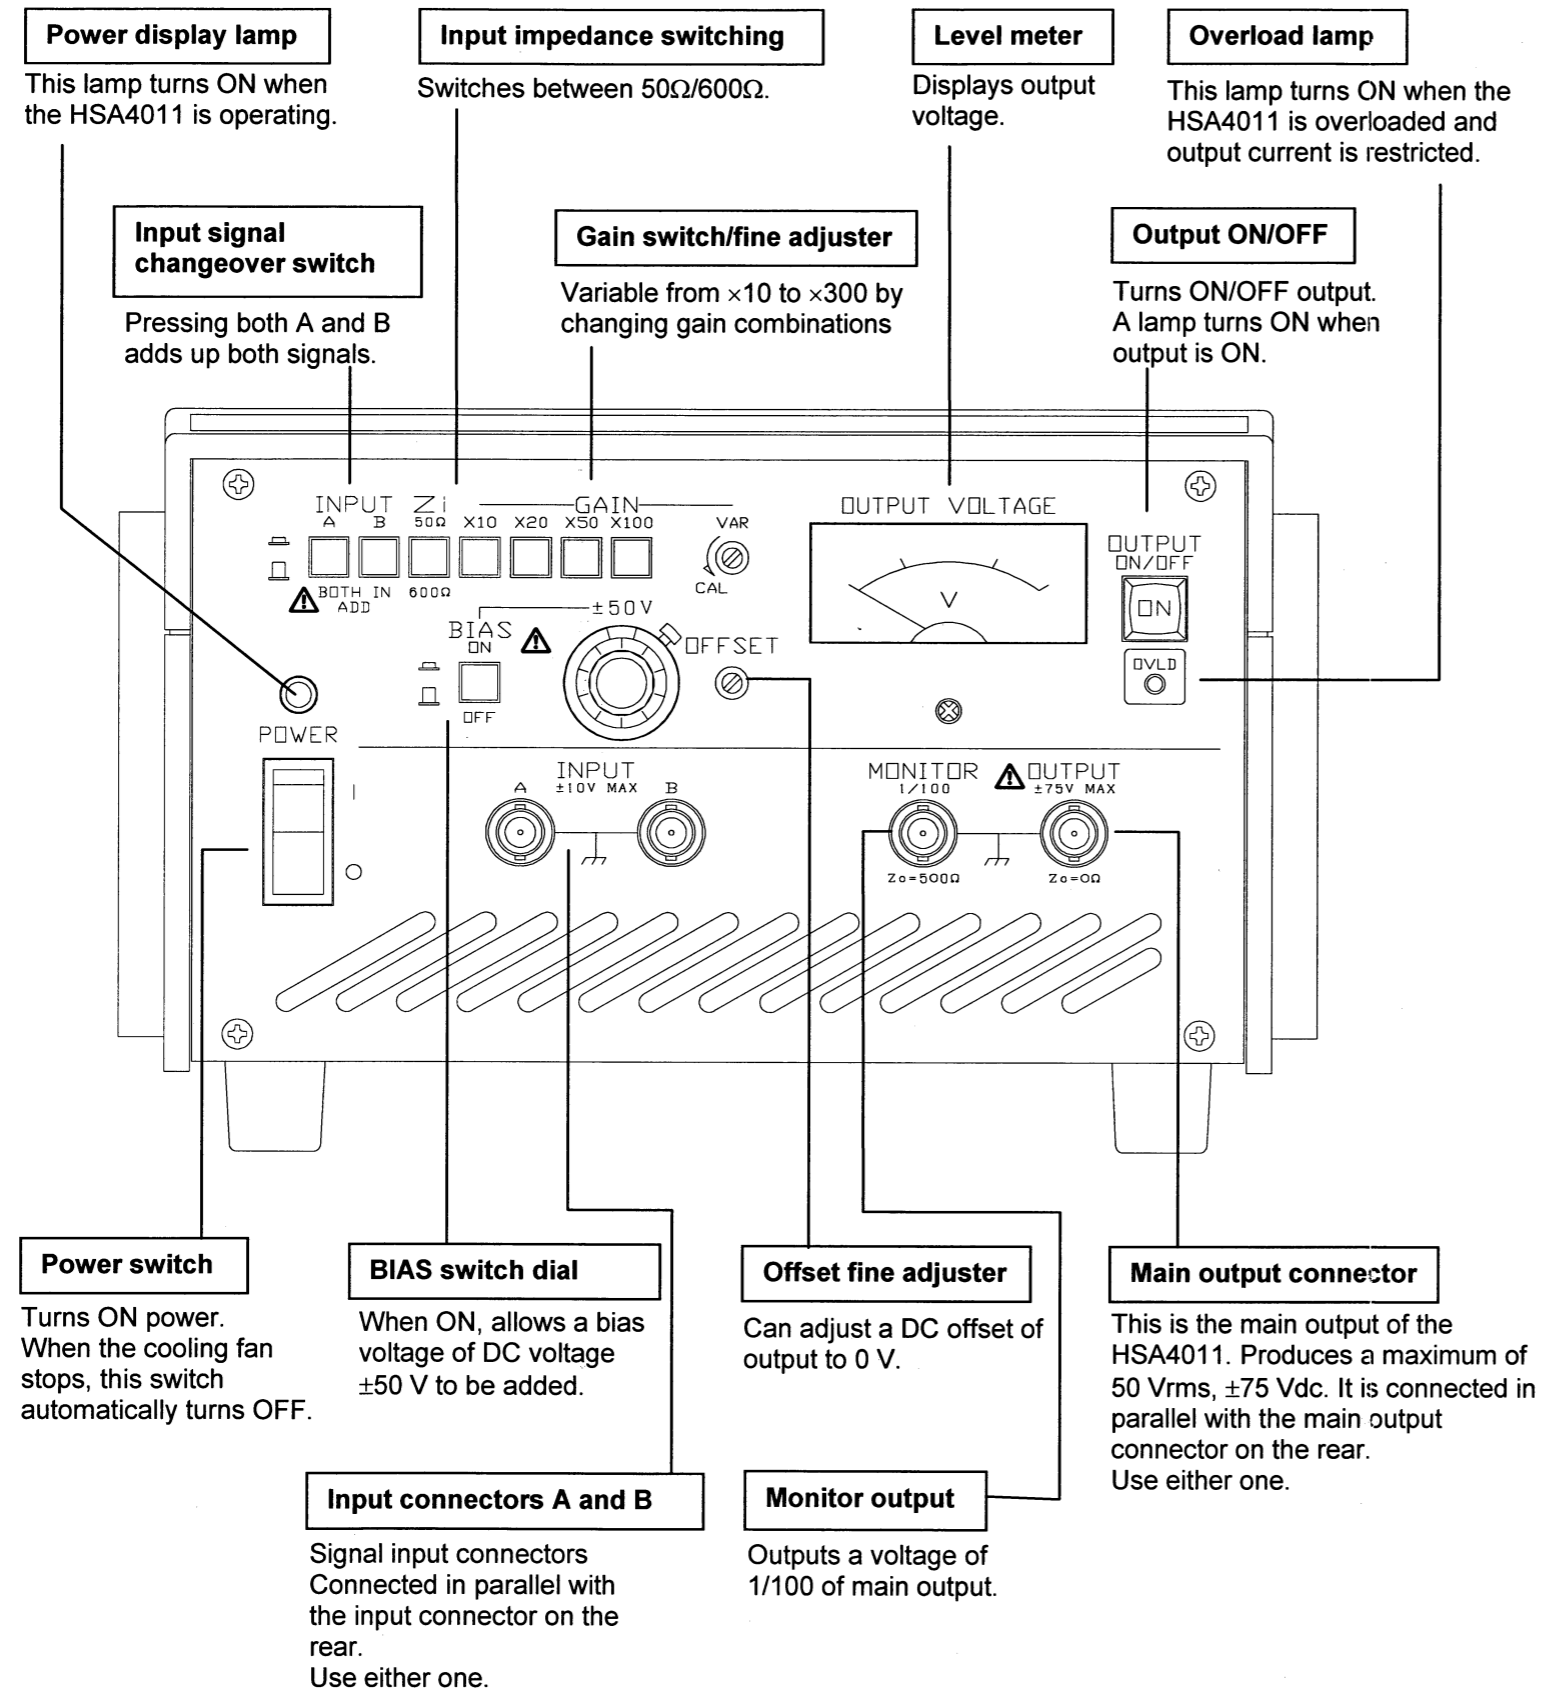 Power display lamp
This lamp turns ON when
the HSA4011 is operating.
Input impedance switching
Switches between 50Ω/600Ω.
Level meter
Displays output
voltage.
Overload lamp
This lamp turns ON when the
HSA4011 is overloaded and
output current is restricted.
Input signal
changeover switch
Pressing both A and B
adds up both signals.
Gain switch/fine adjuster
Variable from ×10 to ×300 by
changing gain combinations
Output ON/OFF
Turns ON/OFF output.
A lamp turns ON when
output is ON.
INPUT Zi GAIN
A B 50Ω X10 X20 X50 X100 VAR
BOTH IN 600Ω
ADD
CAL
OUTPUT VOLTAGE
V
OUTPUT
ON/OFF
ON
OVLD
±50V
BIAS
ON
OFF
OFFSET
POWER
I
O
INPUT
A ±10V MAX B
MONITOR
1/100
OUTPUT
±75V MAX
Zo=500Ω Zo=0Ω
Power switch
Turns ON power.
When the cooling fan
stops, this switch
automatically turns OFF.
BIAS switch dial
When ON, allows a bias
voltage of DC voltage
±50 V to be added.
Offset fine adjuster
Can adjust a DC offset of
output to 0 V.
Main output connector
This is the main output of the
HSA4011. Produces a maximum of
50 Vrms, ±75 Vdc. It is connected in
parallel with the main output
connector on the rear.
Use either one.
Input connectors A and B
Signal input connectors
Connected in parallel with
the input connector on the
rear.
Use either one.
Monitor output
Outputs a voltage of
1/100 of main output.